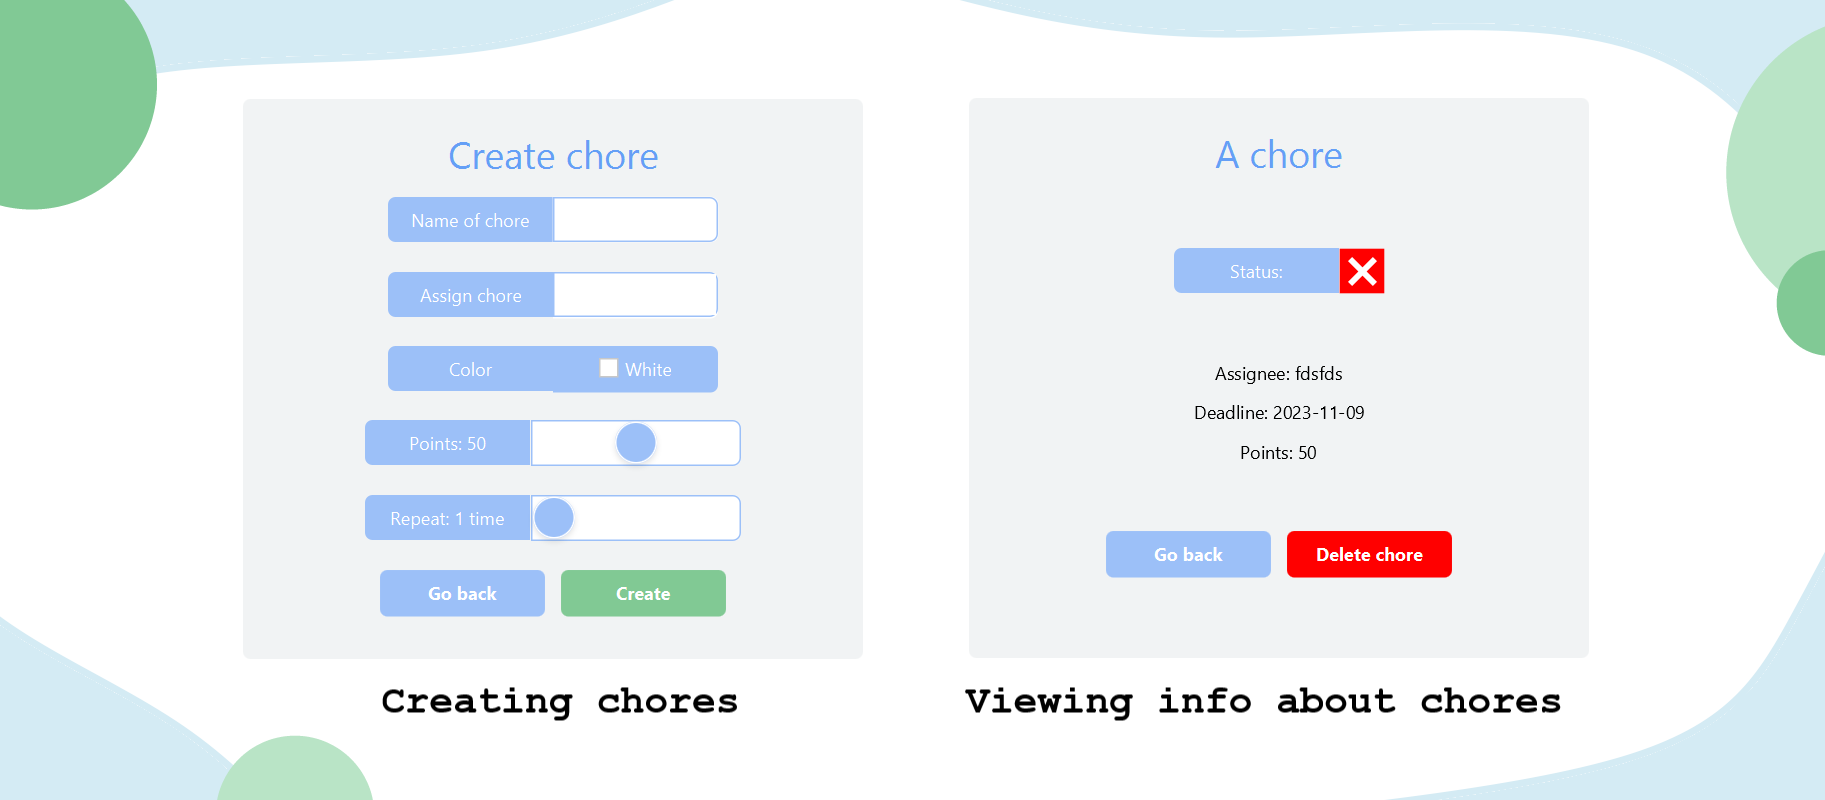 Create chore
Name of chore
Assign chore
Color White
Points: 50
Repeat: 1 time
Go back Create
Creating chores
A chore
Status:
Assignee: fdsfds
Deadline: 2023-11-09
Points: 50
Go back Delete chore
Viewing info about chores